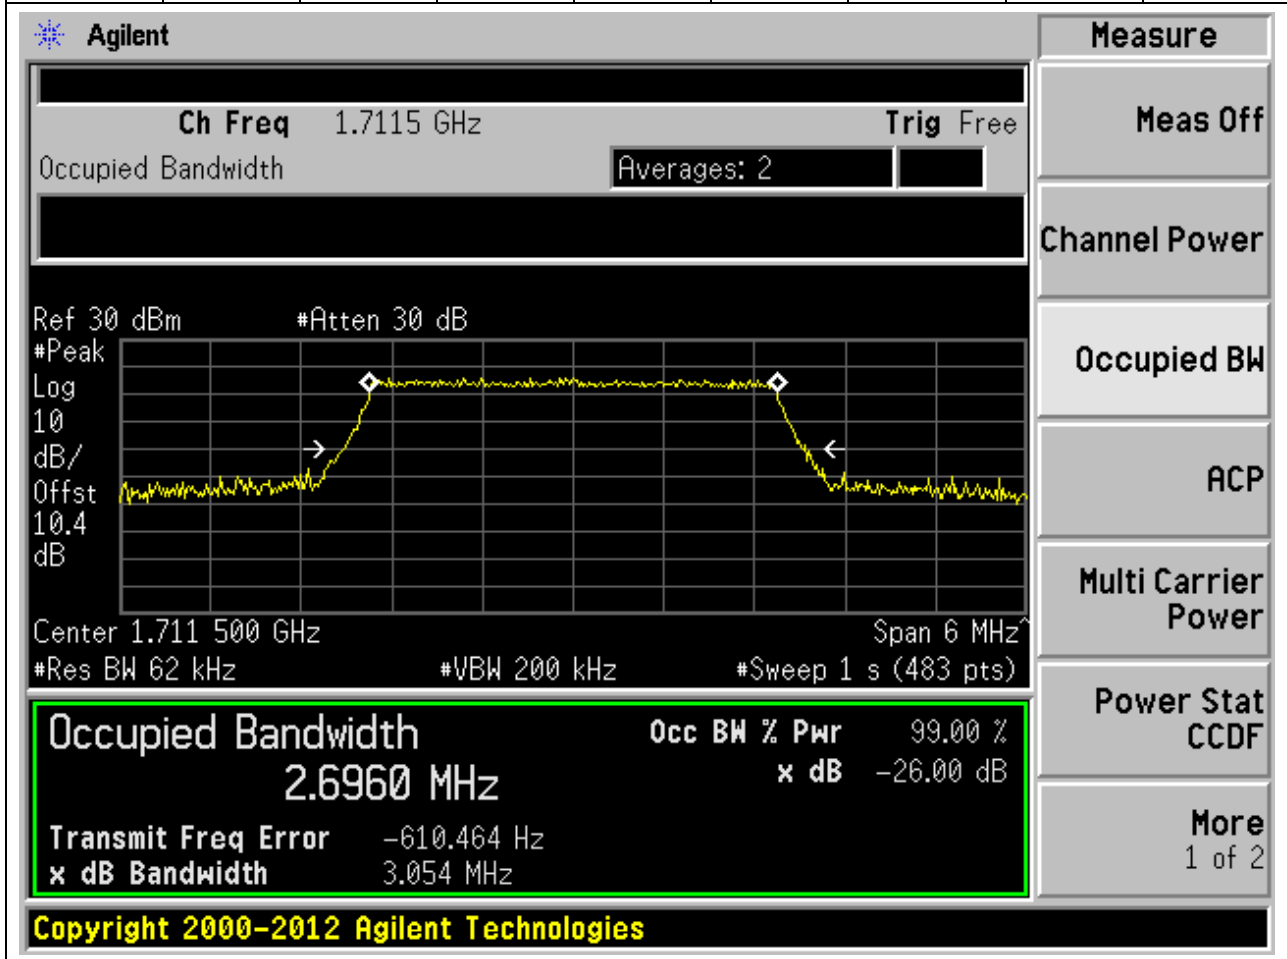 Agilent
Measure
Ch Freq 1.7115 GHz Trig Free
Occupied Bandwidth Averages: 2
Ref 30 dBm #Atten 30 dB
#Peak
Log
10
dB/
Offst
10.4
dB
Center 1.711 500 GHz Span 6 MHz^
#Res BW 62 kHz #VBW 200 kHz #Sweep 1 s (483 pts)
Occupied Bandwidth Occ BW % Pwr 99.00 %
2.6960 MHz x dB -26.00 dB
Transmit Freq Error -610.464 Hz
x dB Bandwidth 3.054 MHz
Copyright 2000-2012 Agilent Technologies
Meas Off
Channel Power
Occupied BW
ACP
Multi Carrier
Power
Power Stat
CCDF
More
1 of 2